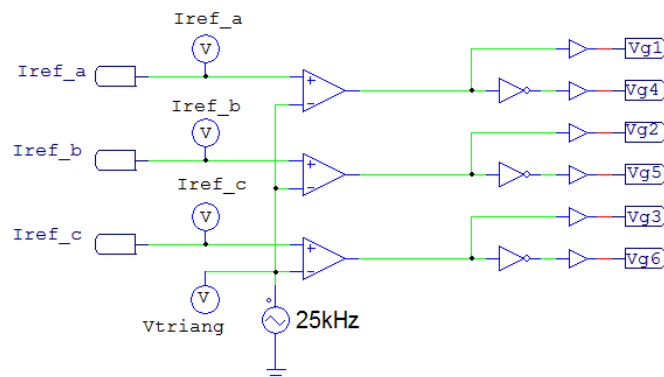 Iref_a
Iref_a
V
+
−
Vg1
Vg4
Iref_b
Iref_b
V
+
−
Vg2
Vg5
Iref_c
Iref_c
V
+
−
Vg3
Vg6
V
Vtriang
25kHz